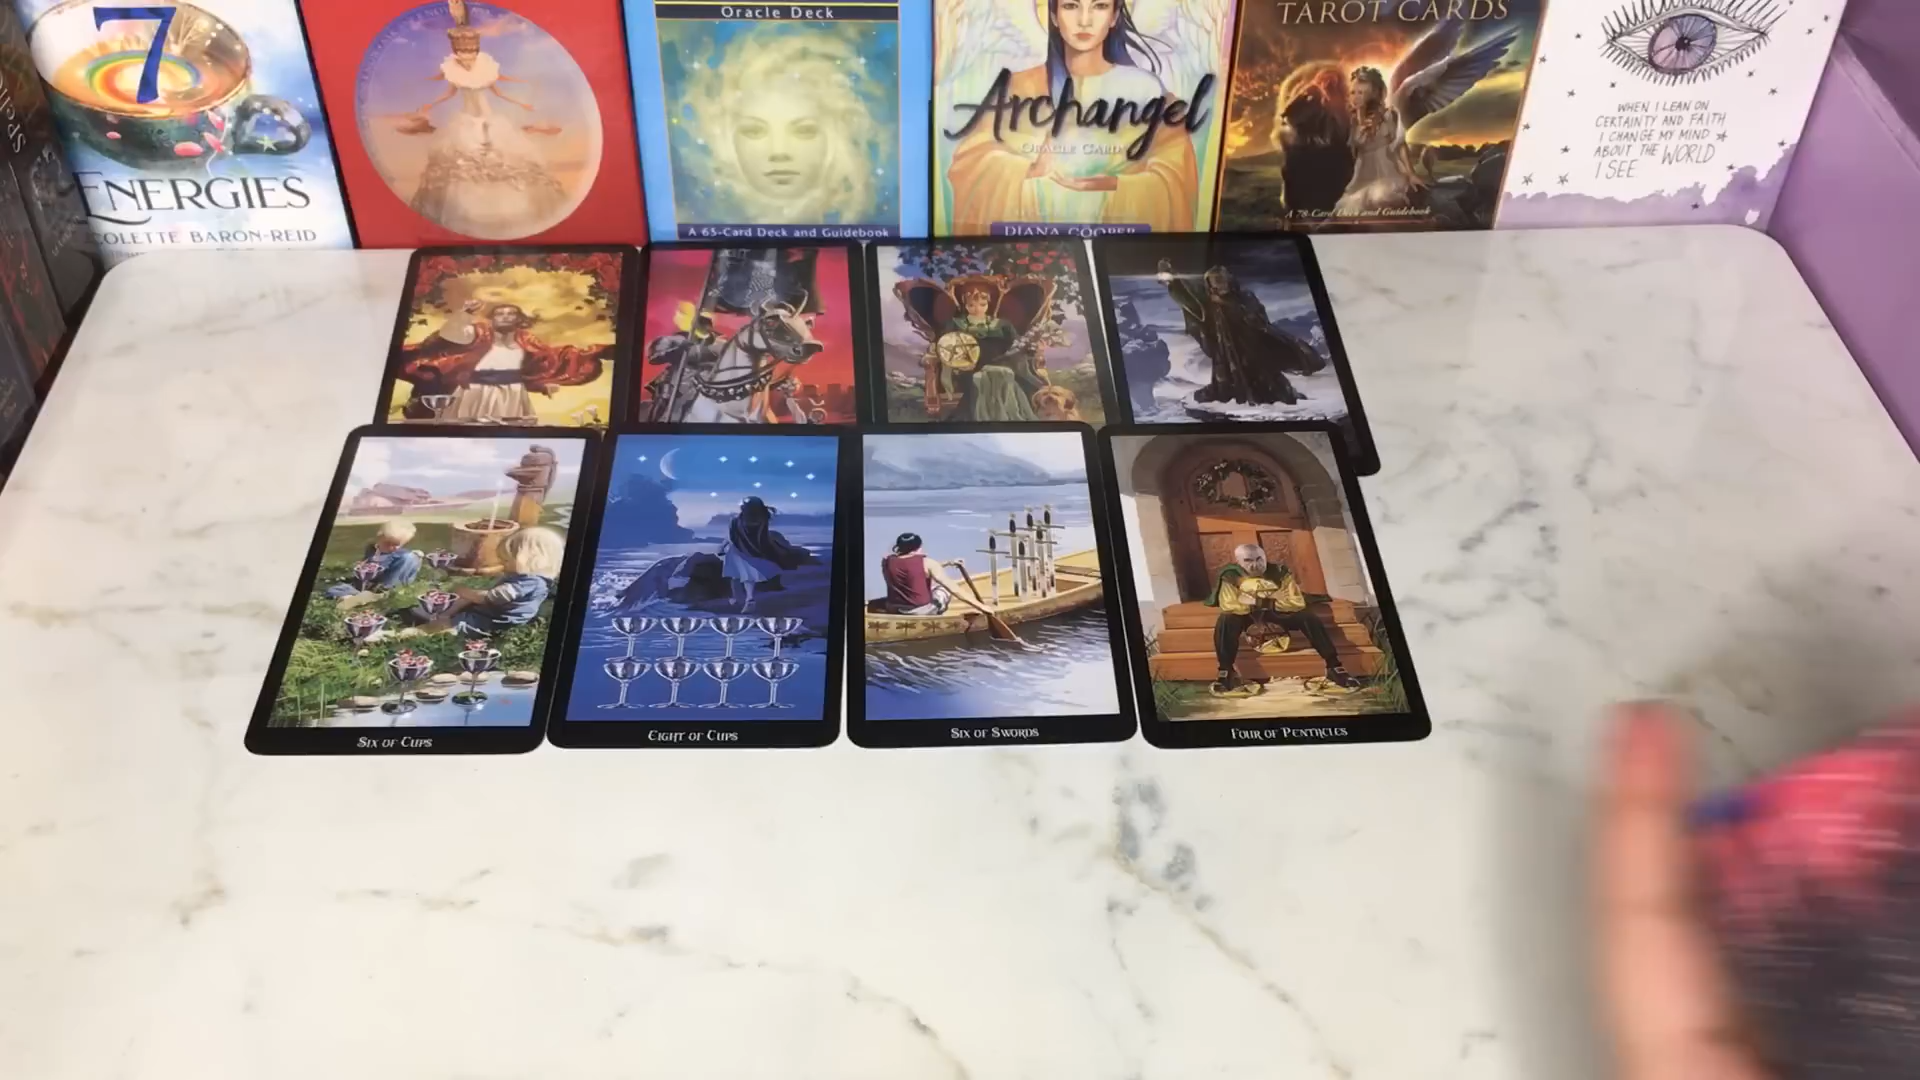 7
ENERGIES
COLETTE BARON-REID
Oracle Deck
A 65-Card Deck and Guidebook
Archangel
ORACLE CARDS
DIANA COOPER
TAROT CARDS
A 78-Card Deck and Guidebook
WHEN I LEAN ON
CERTAINTY AND FAITH
I CHANGE MY MIND
ABOUT THE WORLD
I SEE
SIX OF CUPS
EIGHT OF CUPS
SIX OF SWORDS
FOUR OF PENTACLES